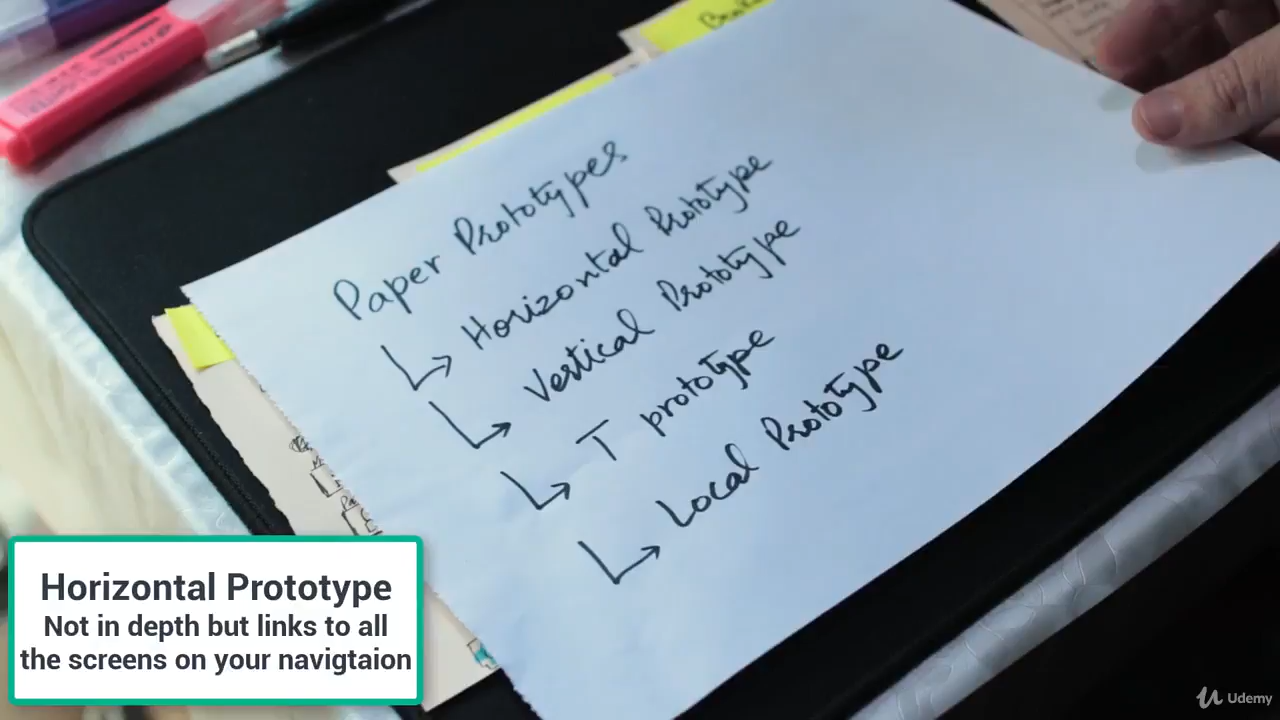 Paper Prototypes
Horizontal Prototype
Vertical Prototype
T prototype
Local Prototype
Horizontal Prototype
Not in depth but links to all
the screens on your navigtaion
Udemy